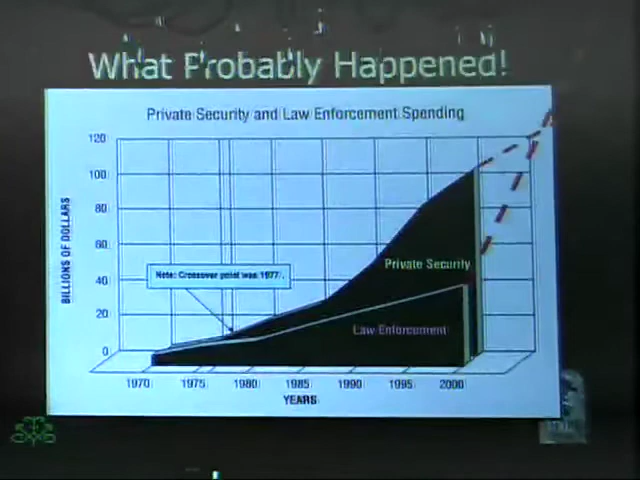 What Probably Happened!
Private Security and Law Enforcement Spending
120
100
80
60
40
20
0
BILLIONS OF DOLLARS
Note: Crossover point was 1977.
Private Security
Law Enforcement
1970 1975 1980 1985 1990 1995 2000
YEARS